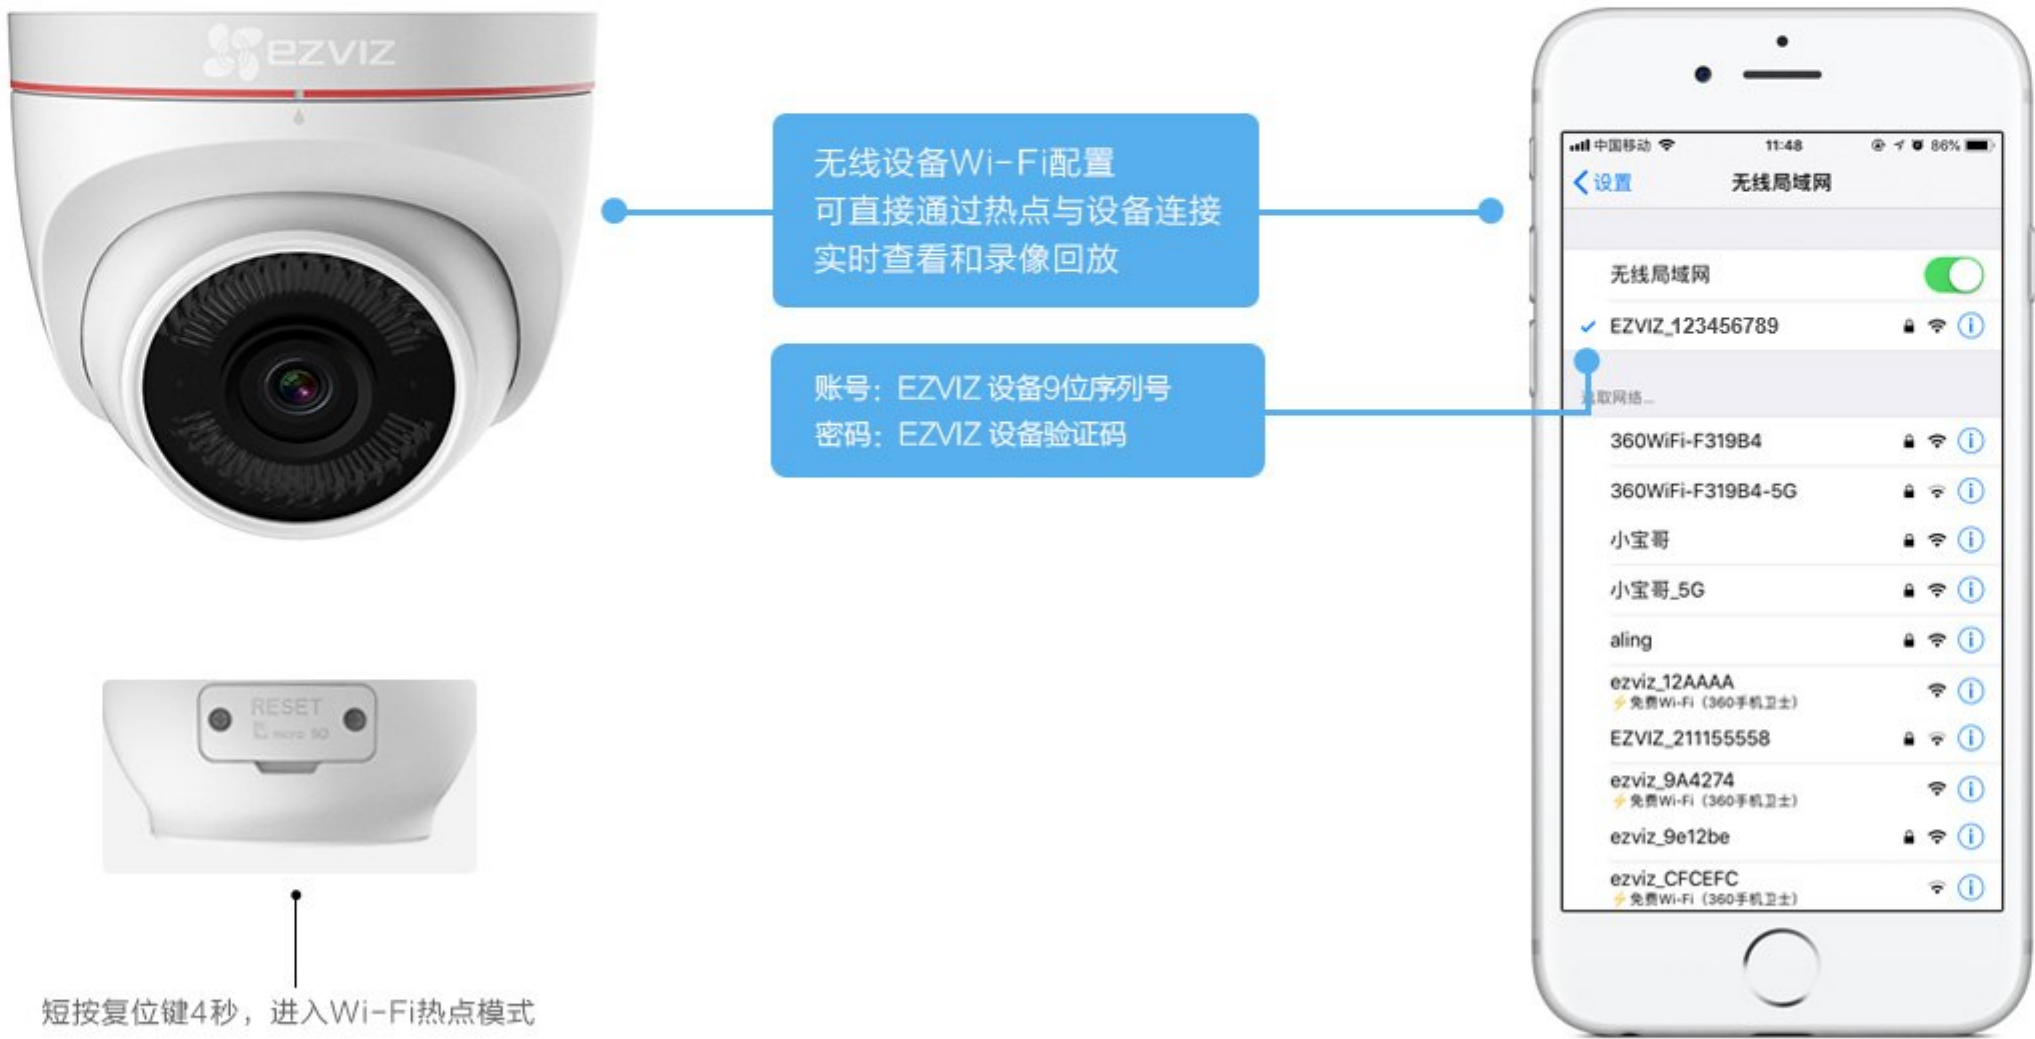 ezviz
无线设备Wi-Fi配置
可直接通过热点与设备连接
实时查看和录像回放
账号：EZVIZ 设备9位序列号
密码：EZVIZ 设备验证码
RESET
micro SD
短按复位键4秒，进入Wi-Fi热点模式
中国移动 11:48 86%
设置 无线局域网
无线局域网
EZVIZ_123456789
取网络...
360WiFi-F319B4
360WiFi-F319B4-5G
小宝哥
小宝哥_5G
aling
ezviz_12AAAA
免费Wi-Fi（360手机卫士）
EZVIZ_211155558
ezviz_9A4274
免费Wi-Fi（360手机卫士）
ezviz_9e12be
ezviz_CFCEFC
免费Wi-Fi（360手机卫士）